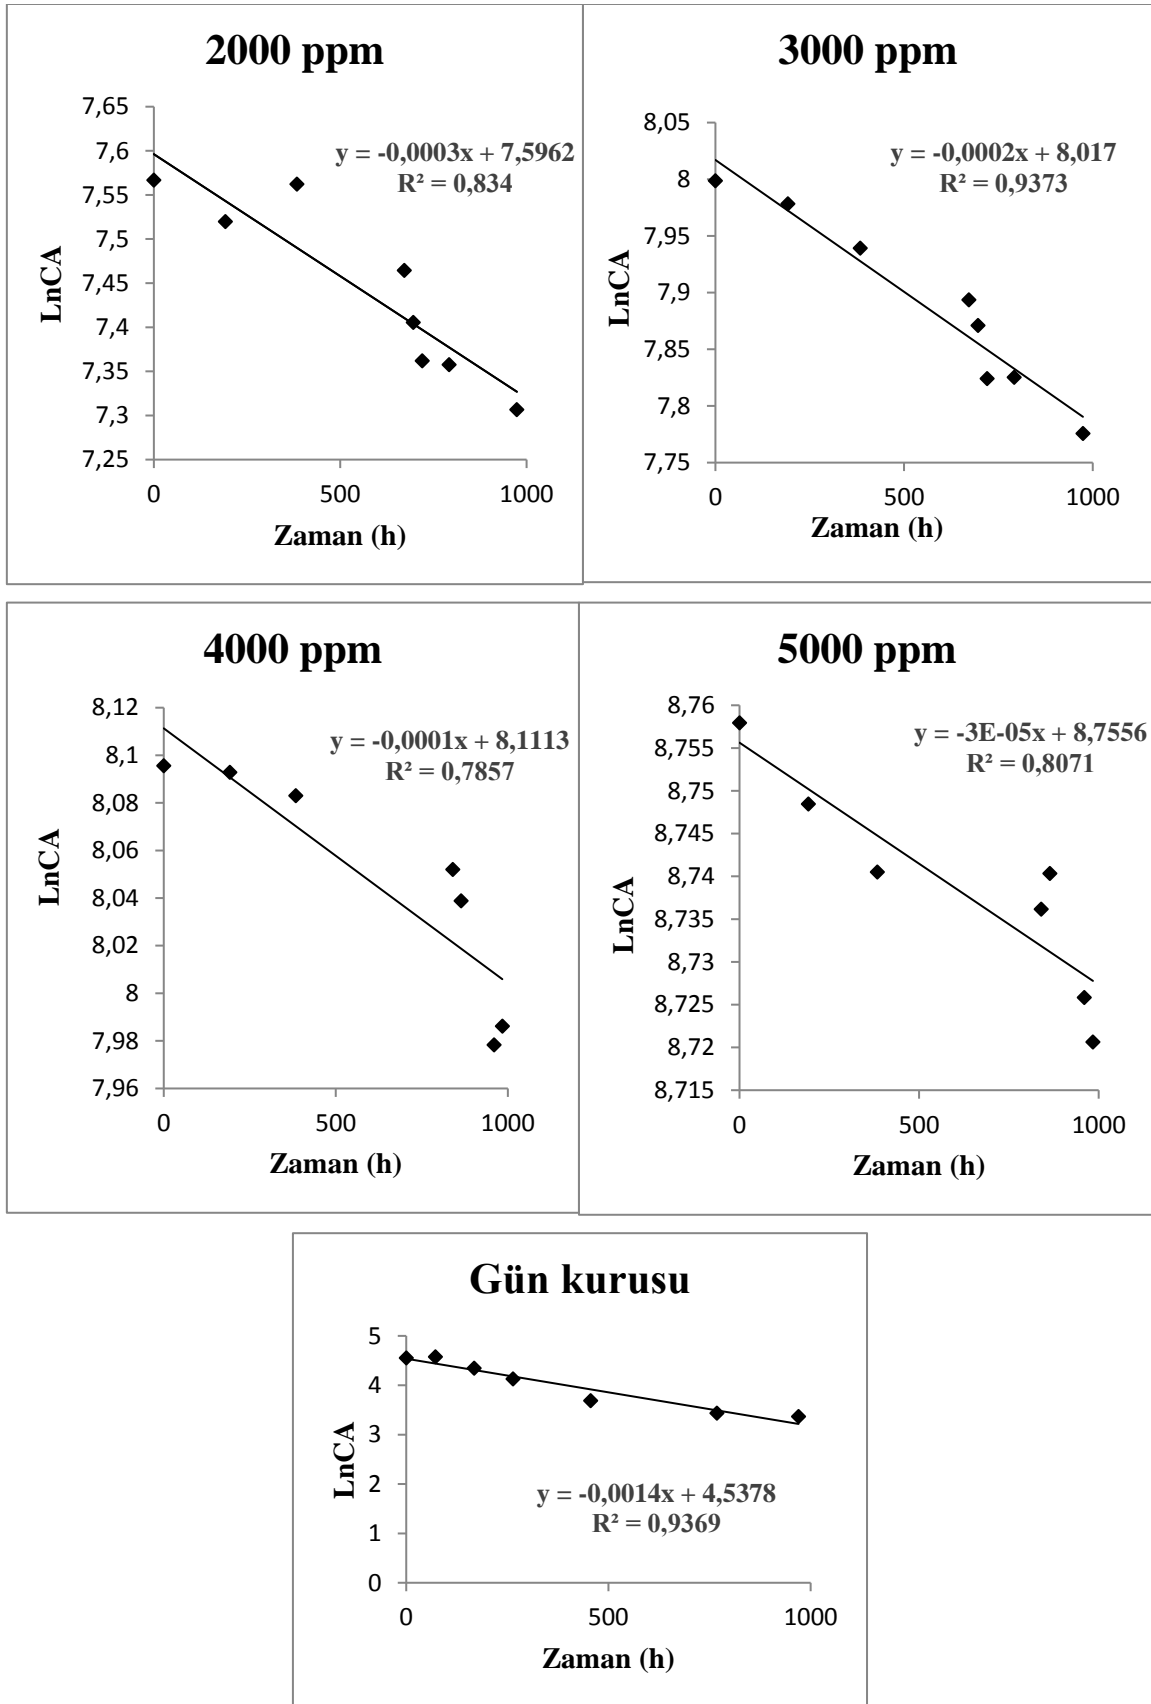 2000 ppm
7,65
7,6
7,55
7,5
7,45
7,4
7,35
7,3
7,25
y = -0,0003x + 7,5962
R² = 0,834
LnCA
0 500 1000
Zaman (h)
3000 ppm
8,05
8
7,95
7,9
7,85
7,8
7,75
y = -0,0002x + 8,017
R² = 0,9373
LnCA
0 500 1000
Zaman (h)
4000 ppm
8,12
8,1
8,08
8,06
8,04
8,02
8
7,98
7,96
y = -0,0001x + 8,1113
R² = 0,7857
LnCA
0 500 1000
Zaman (h)
5000 ppm
8,76
8,755
8,75
8,745
8,74
8,735
8,73
8,725
8,72
8,715
y = -3E-05x + 8,7556
R² = 0,8071
LnCA
0 500 1000
Zaman (h)
Gün kurusu
5
4
3
2
1
0
LnCA
y = -0,0014x + 4,5378
R² = 0,9369
0 500 1000
Zaman (h)